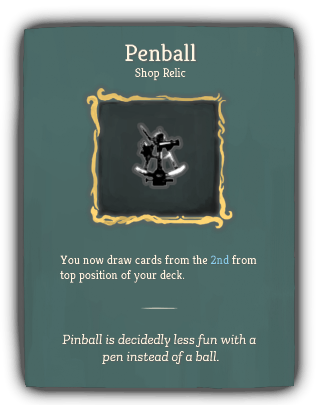 Penball
Shop Relic
You now draw cards from the 2nd from
top position of your deck.
Pinball is decidedly less fun with a
pen instead of a ball.